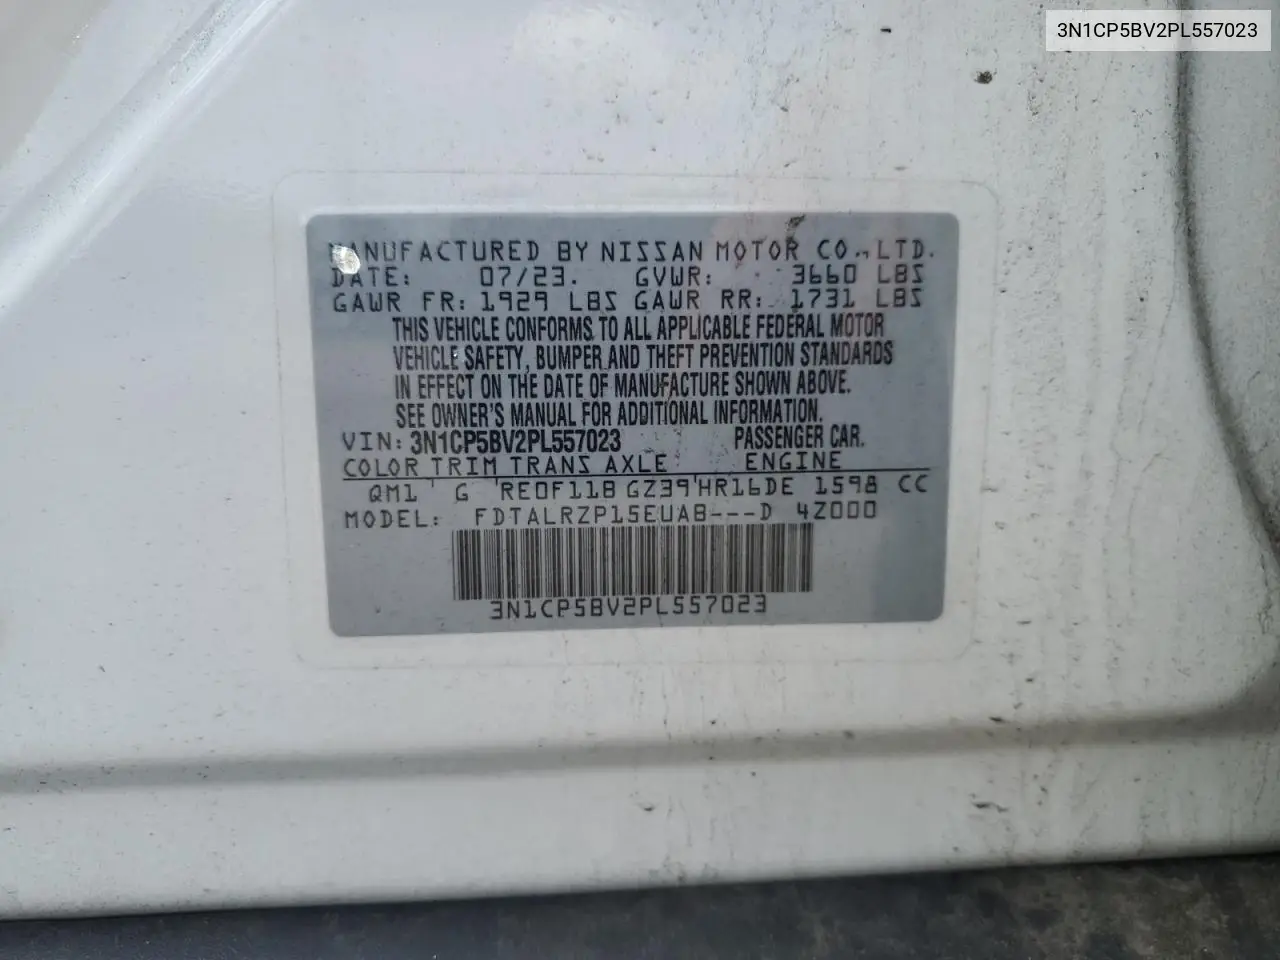 3N1CP5BV2PL557023
MANUFACTURED BY NISSAN MOTOR CO., LTD.
DATE: 07/23. GVWR: 3660 LBS
GAWR FR: 1929 LBS GAWR RR: 1731 LBS
THIS VEHICLE CONFORMS TO ALL APPLICABLE FEDERAL MOTOR
VEHICLE SAFETY, BUMPER AND THEFT PREVENTION STANDARDS
IN EFFECT ON THE DATE OF MANUFACTURE SHOWN ABOVE.
SEE OWNER'S MANUAL FOR ADDITIONAL INFORMATION.
VIN: 3N1CP5BV2PL557023 PASSENGER CAR.
COLOR TRIM TRANS AXLE ENGINE
QM1 G RE0F11B GZ39 HR16DE 1598 CC
MODEL: FDTALRZP15EUAB---D 4Z000
3N1CP5BV2PL557023